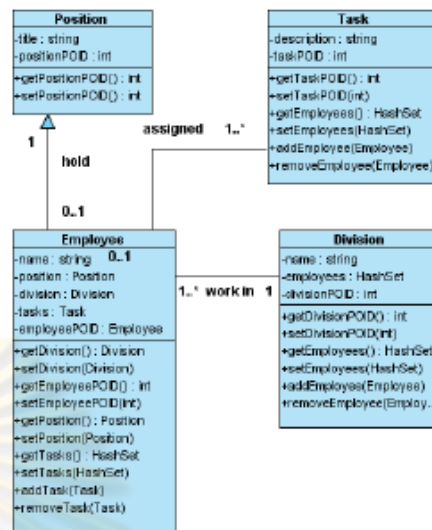 Position
-title : string
-positionPOID : int
+getPositionPOID() : int
+setPositionPOID() : int
Task
-description : string
-taskPOID : int
+getTaskPOID() : int
+setTaskPOID(int)
+getEmployees() : HashSet
+setEmployees(HashSet)
+addEmployee(Employee)
+removeEmployee(Employee)
1
hold
0..1
assigned 1..*
Employee
-name : string 0..1
-position : Position
-division : Division
-tasks : Task
-employeePOID : Employee
+getDivision() : Division
+setDivision(Division)
+getEmployeePOID() : int
+setEmployeePOID(int)
+getPosition() : Position
+setPosition(Position)
+getTasks() : HashSet
+setTasks(HashSet)
+addTask(Task)
+removeTask(Task)
1..* work in 1
Division
-name : string
-employees : HashSet
-divisionPOID : int
+getDivisionPOID() : int
+setDivisionPOID(int)
+getEmployees() : HashSet
+setEmployees(HashSet)
+addEmployee(Employee)
+removeEmployee(Employ...